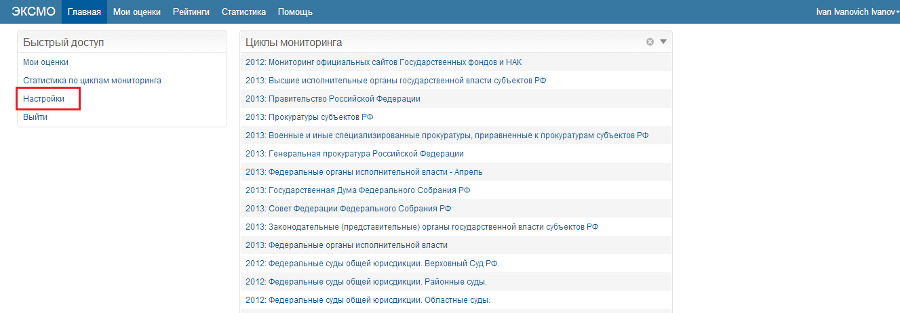 ЭКСМО Главная Мои оценки Рейтинги Статистика Помощь Ivan Ivanovich Ivanov
Быстрый доступ
Мои оценки
Статистика по циклам мониторинга
Настройки
Выйти
Циклы мониторинга
2012: Мониторинг официальных сайтов Государственных фондов и НАК
2013: Высшие исполнительные органы государственной власти субъектов РФ
2013: Правительство Российской Федерации
2013: Прокуратуры субъектов РФ
2013: Военные и иные специализированные прокуратуры, приравненные к прокуратурам субъектов РФ
2013: Генеральная прокуратура Российской Федерации
2013: Федеральные органы исполнительной власти - Апрель
2013: Государственная Дума Федерального Собрания РФ
2013: Совет Федерации Федерального Собрания РФ
2013: Законодательные (представительные) органы государственной власти субъектов РФ
2013: Федеральные органы исполнительной власти
2012: Федеральные суды общей юрисдикции. Верховный Суд РФ.
2012: Федеральные суды общей юрисдикции. Районные суды.
2012: Федеральные суды общей юрисдикции. Областные суды.